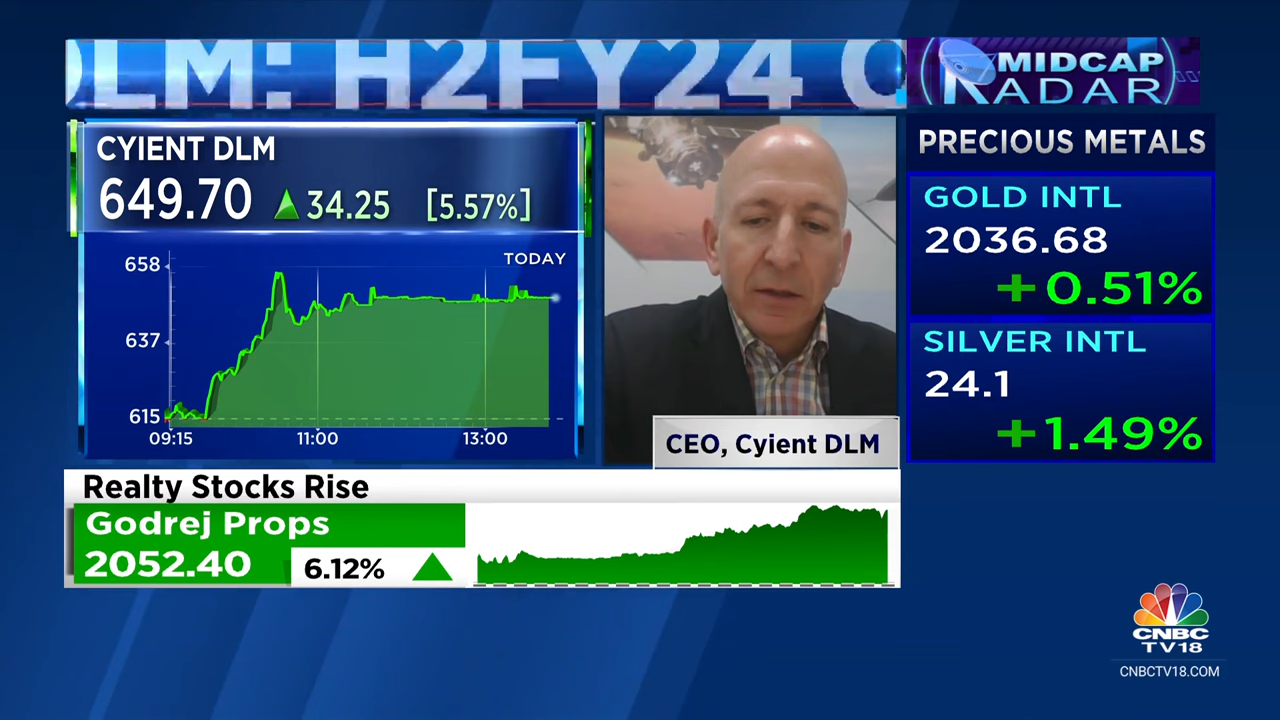 DLM: H2FY24
MIDCAP
RADAR
CYIENT DLM
649.70 34.25 [5.57%]
TODAY
658
637
615
09:15 11:00 13:00
CEO, Cyient DLM
PRECIOUS METALS
GOLD INTL
2036.68
+0.51%
SILVER INTL
24.1
+1.49%
Realty Stocks Rise
Godrej Props
2052.40 6.12%
CNBC
TV18
CNBCTV18.COM